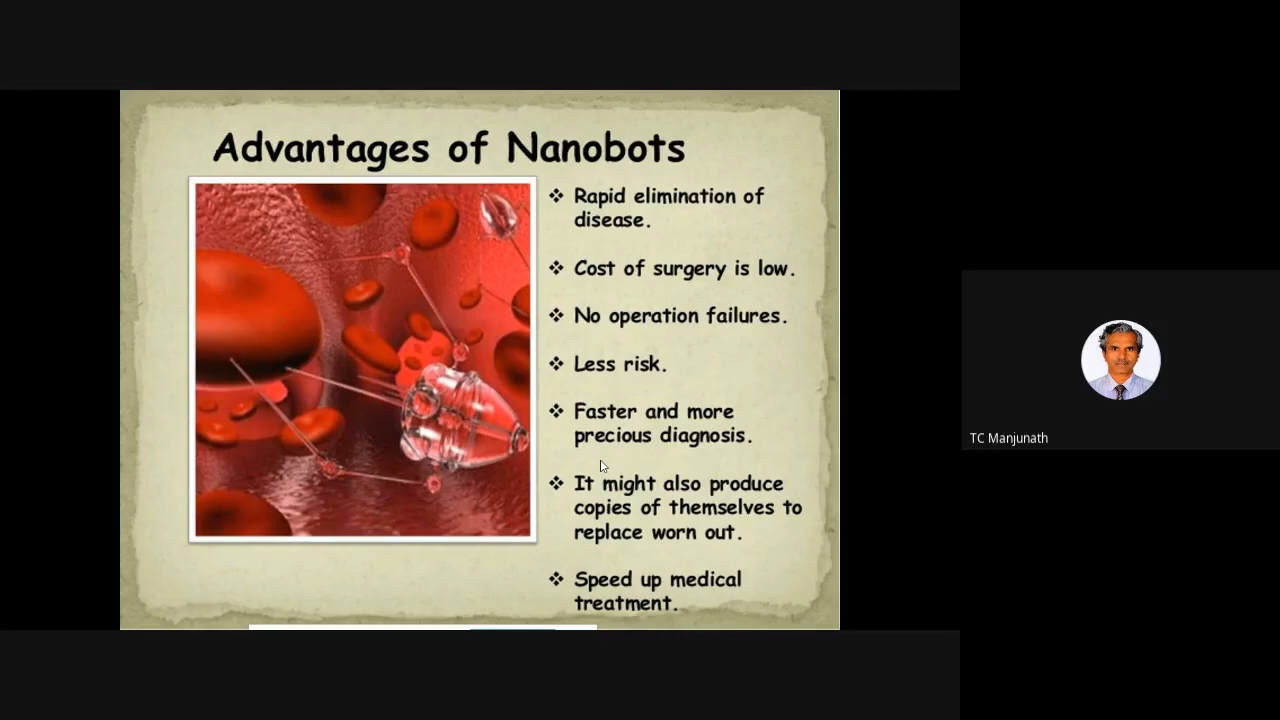 Advantages of Nanobots
Rapid elimination of
disease.
Cost of surgery is low.
No operation failures.
Less risk.
Faster and more
precious diagnosis.
It might also produce
copies of themselves to
replace worn out.
Speed up medical
treatment.
TC Manjunath